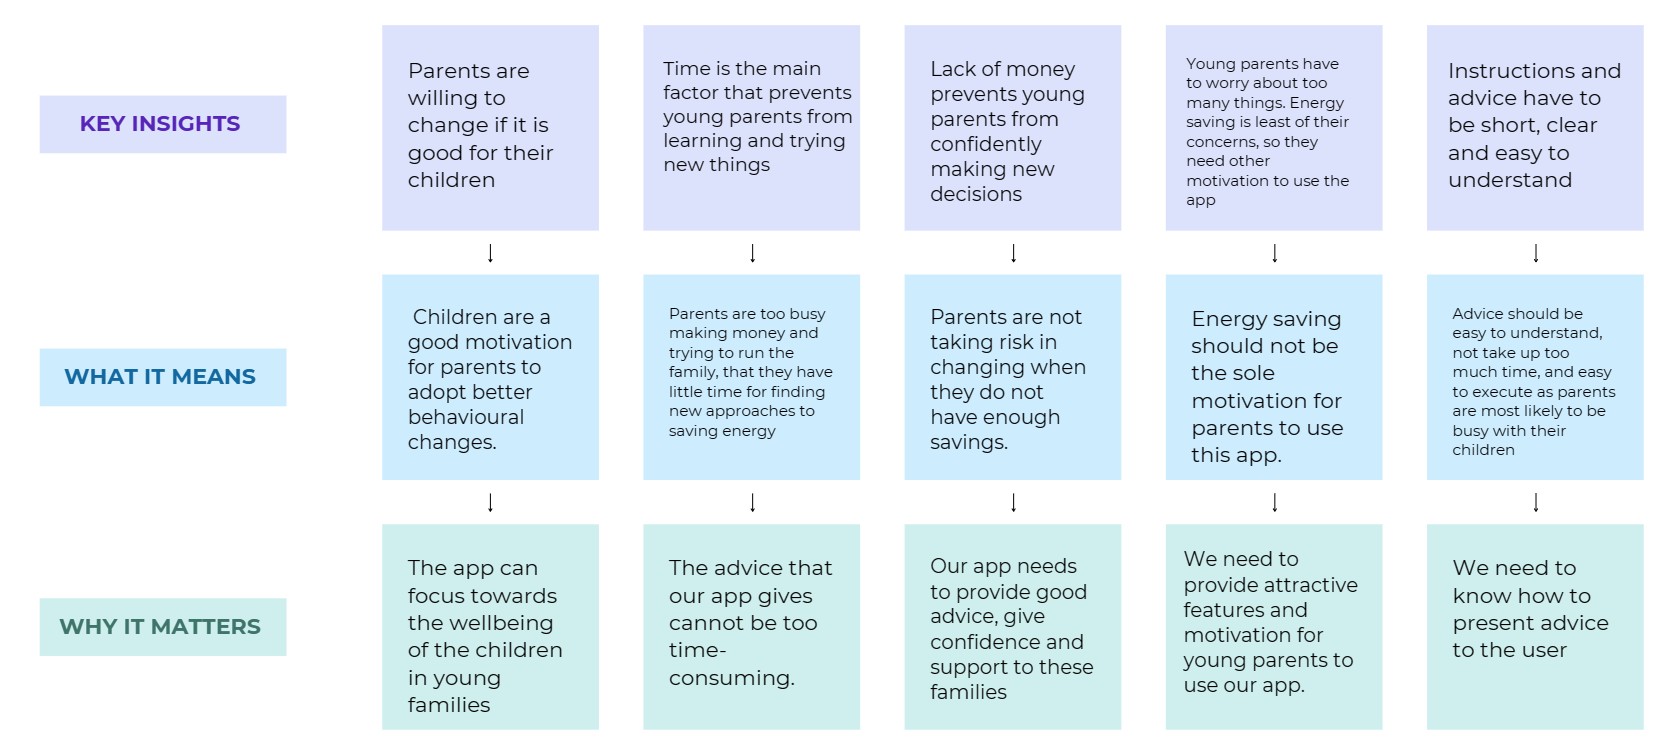 KEY INSIGHTS
Parents are
willing to
change if it is
good for their
children
Time is the main
factor that prevents
young parents from
learning and trying
new things
Lack of money
prevents young
parents from
confidently
making new
decisions
Young parents have
to worry about too
many things. Energy
saving is least of their
concerns, so they
need other
motivation to use the
app
Instructions and
advice have to
be short, clear
and easy to
understand
WHAT IT MEANS
Children are a
good motivation
for parents to
adopt better
behavioural
changes.
Parents are too busy
making money and
trying to run the
family, that they have
little time for finding
new approaches to
saving energy
Parents are not
taking risk in
changing when
they do not
have enough
savings.
Energy saving
should not be
the sole
motivation for
parents to use
this app.
Advice should be
easy to understand,
not take up too
much time, and easy
to execute as parents
are most likely to be
busy with their
children
WHY IT MATTERS
The app can
focus towards
the wellbeing
of the children
in young
families
The advice that
our app gives
cannot be too
time-
consuming.
Our app needs
to provide good
advice, give
confidence and
support to these
families
We need to
provide attractive
features and
motivation for
young parents to
use our app.
We need to
know how to
present advice
to the user